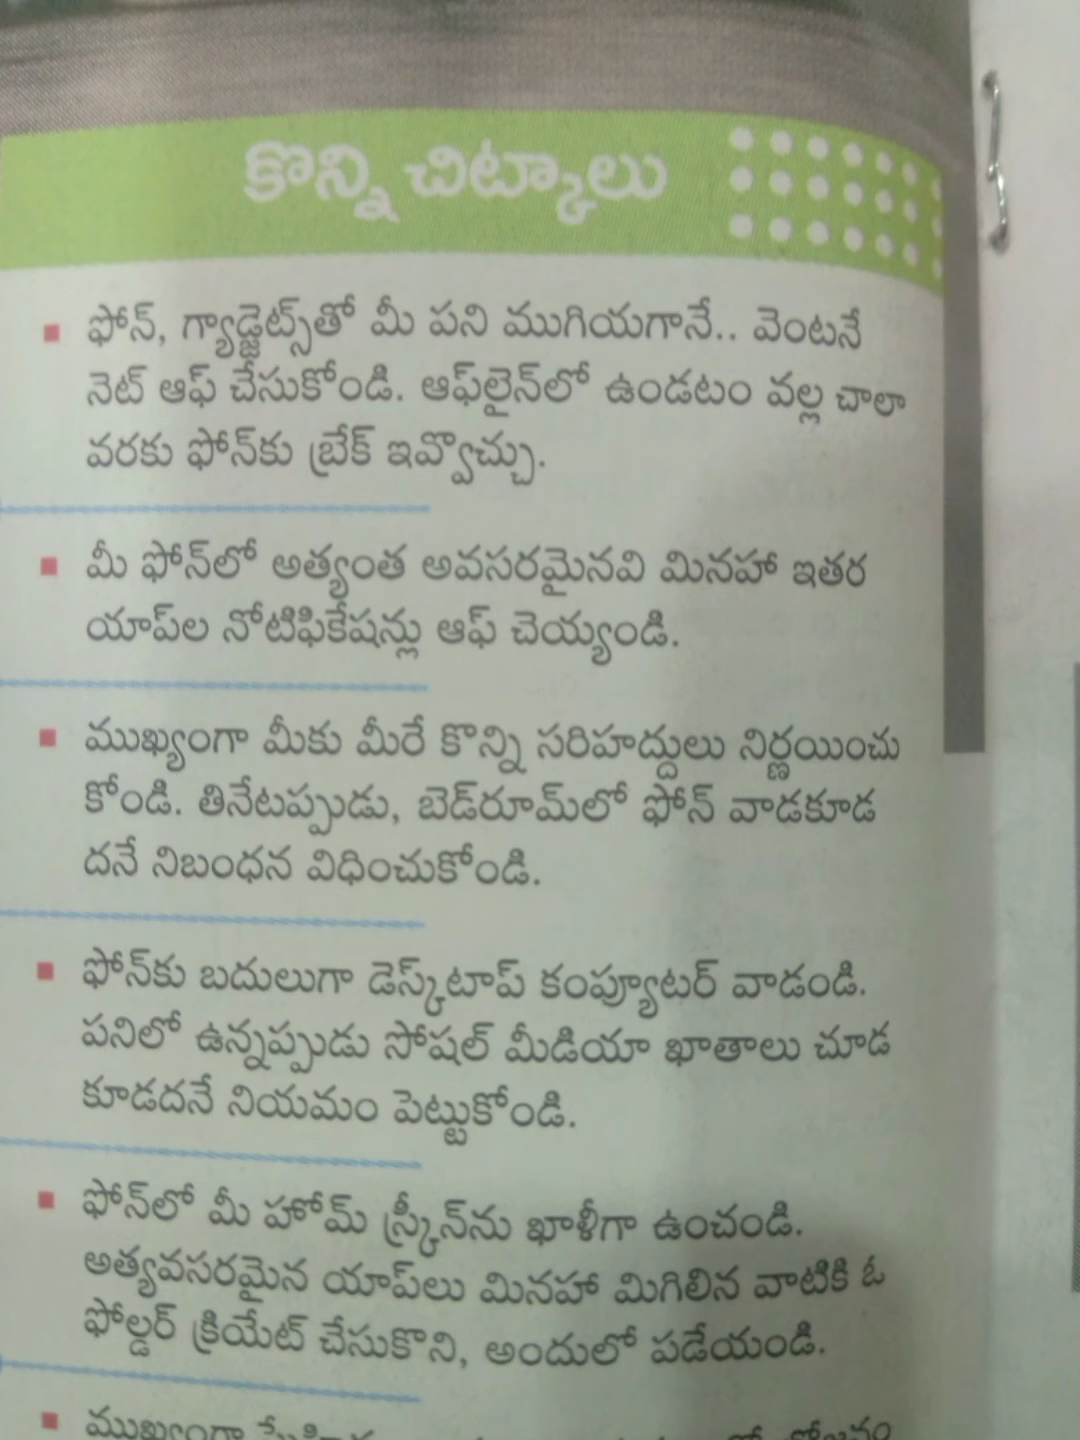 కొన్ని చిట్కాలు
ఫోన్, గ్యాడ్జెట్స్‌తో మీ పని ముగియగానే.. వెంటనే
నెట్ ఆఫ్ చేసుకోండి. ఆఫ్‌లైన్‌లో ఉండటం వల్ల చాలా
వరకు ఫోన్‌కు బ్రేక్ ఇవ్వొచ్చు.
మీ ఫోన్‌లో అత్యంత అవసరమైనవి మినహా ఇతర
యాప్‌ల నోటిఫికేషన్లు ఆఫ్ చెయ్యండి.
ముఖ్యంగా మీకు మీరే కొన్ని సరిహద్దులు నిర్ణయించు
కోండి. తినేటప్పుడు, బెడ్‌రూమ్‌లో ఫోన్ వాడకూడ
దనే నిబంధన విధించుకోండి.
ఫోన్‌కు బదులుగా డెస్క్‌టాప్ కంప్యూటర్ వాడండి.
పనిలో ఉన్నప్పుడు సోషల్ మీడియా ఖాతాలు చూడ
కూడదనే నియమం పెట్టుకోండి.
ఫోన్‌లో మీ హోమ్ స్క్రీన్‌ను ఖాళీగా ఉంచండి.
అత్యవసరమైన యాప్‌లు మినహా మిగిలిన వాటికి ఓ
ఫోల్డర్ క్రియేట్ చేసుకొని, అందులో పడేయండి.
ముఖ్యంగా